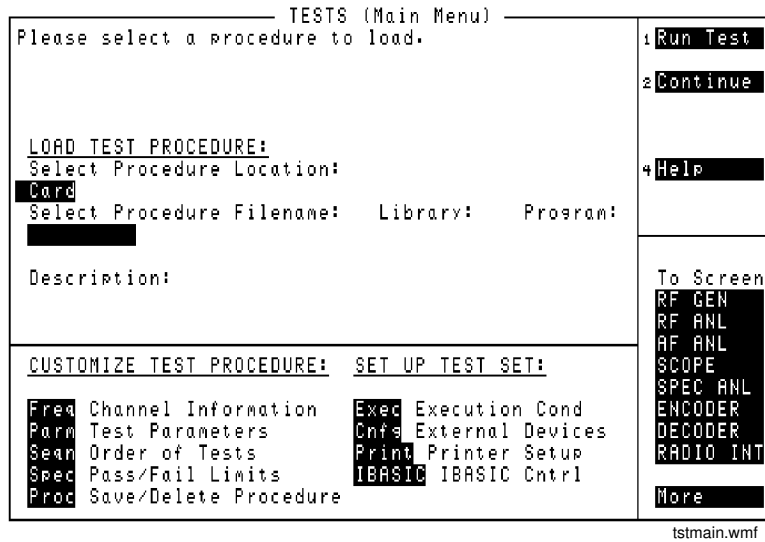 TESTS (Main Menu)
Please select a procedure to load.
LOAD TEST PROCEDURE:
Select Procedure Location:
Card
Select Procedure Filename: Library: Program:
Description:
CUSTOMIZE TEST PROCEDURE: SET UP TEST SET:
Freq Channel Information Exec Execution Cond
Parm Test Parameters Cnfg External Devices
Seqn Order of Tests Print Printer Setup
Spec Pass/Fail Limits IBASIC IBASIC Cntrl
Proc Save/Delete Procedure
1 Run Test
2 Continue
4 Help
To Screen
RF GEN
RF ANL
AF ANL
SCOPE
SPEC ANL
ENCODER
DECODER
RADIO INT
More
tstmain.wmf